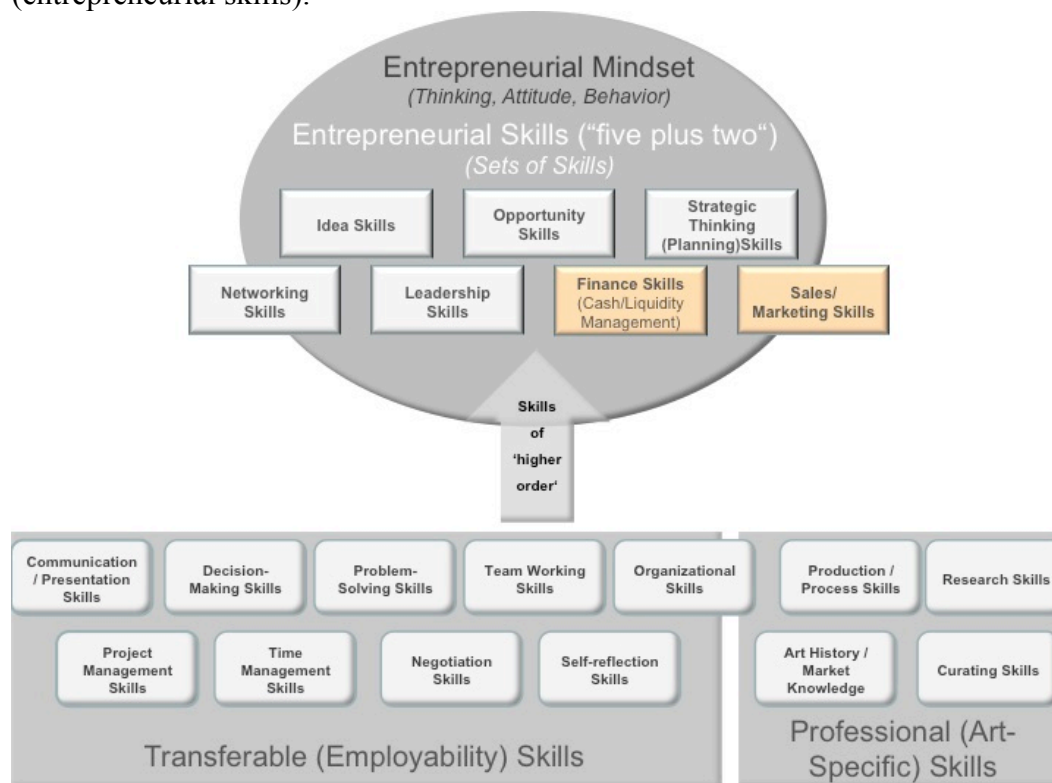 (entrepreneurial skills).
Entrepreneurial Mindset
(Thinking, Attitude, Behavior)
Entrepreneurial Skills (“five plus two“)
(Sets of Skills)
Idea Skills
Opportunity
Skills
Strategic
Thinking
(Planning)Skills
Networking
Skills
Leadership
Skills
Finance Skills
(Cash/Liquidity
Management)
Sales/
Marketing Skills
Skills
of
‘higher
order‘
Communication
/ Presentation
Skills
Decision-
Making Skills
Problem-
Solving Skills
Team Working
Skills
Organizational
Skills
Production /
Process Skills
Research Skills
Project
Management
Skills
Time
Management
Skills
Negotiation
Skills
Self-reflection
Skills
Art History /
Market
Knowledge
Curating Skills
Transferable (Employability) Skills
Professional (Art-
Specific) Skills